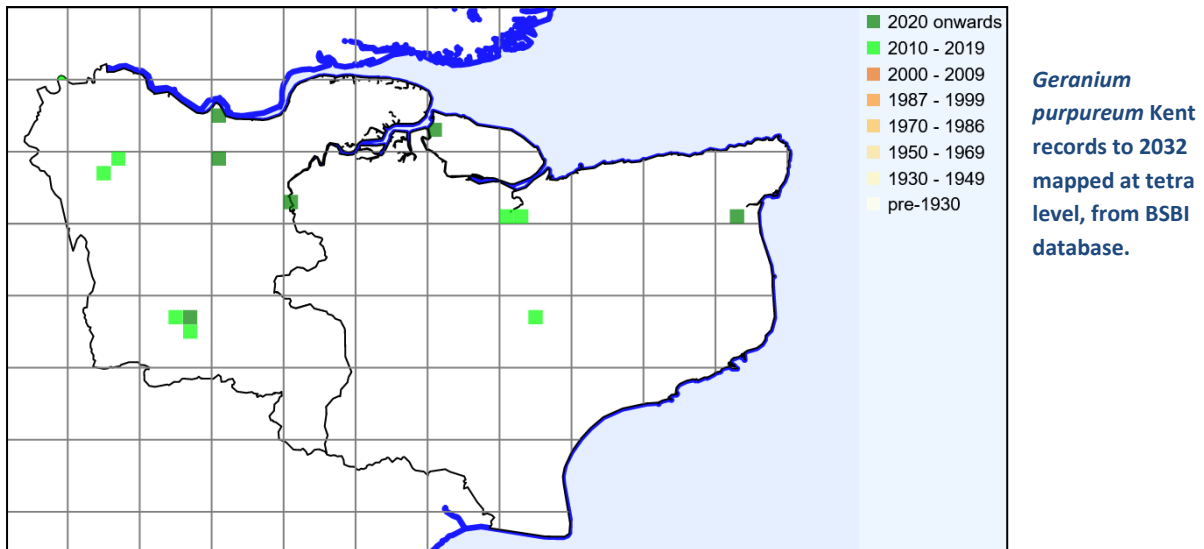 2020 onwards
2010 - 2019
2000 - 2009
1987 - 1999
1970 - 1986
1950 - 1969
1930 - 1949
pre-1930
Geranium
purpureum Kent
records to 2032
mapped at tetra
level, from BSBI
database.